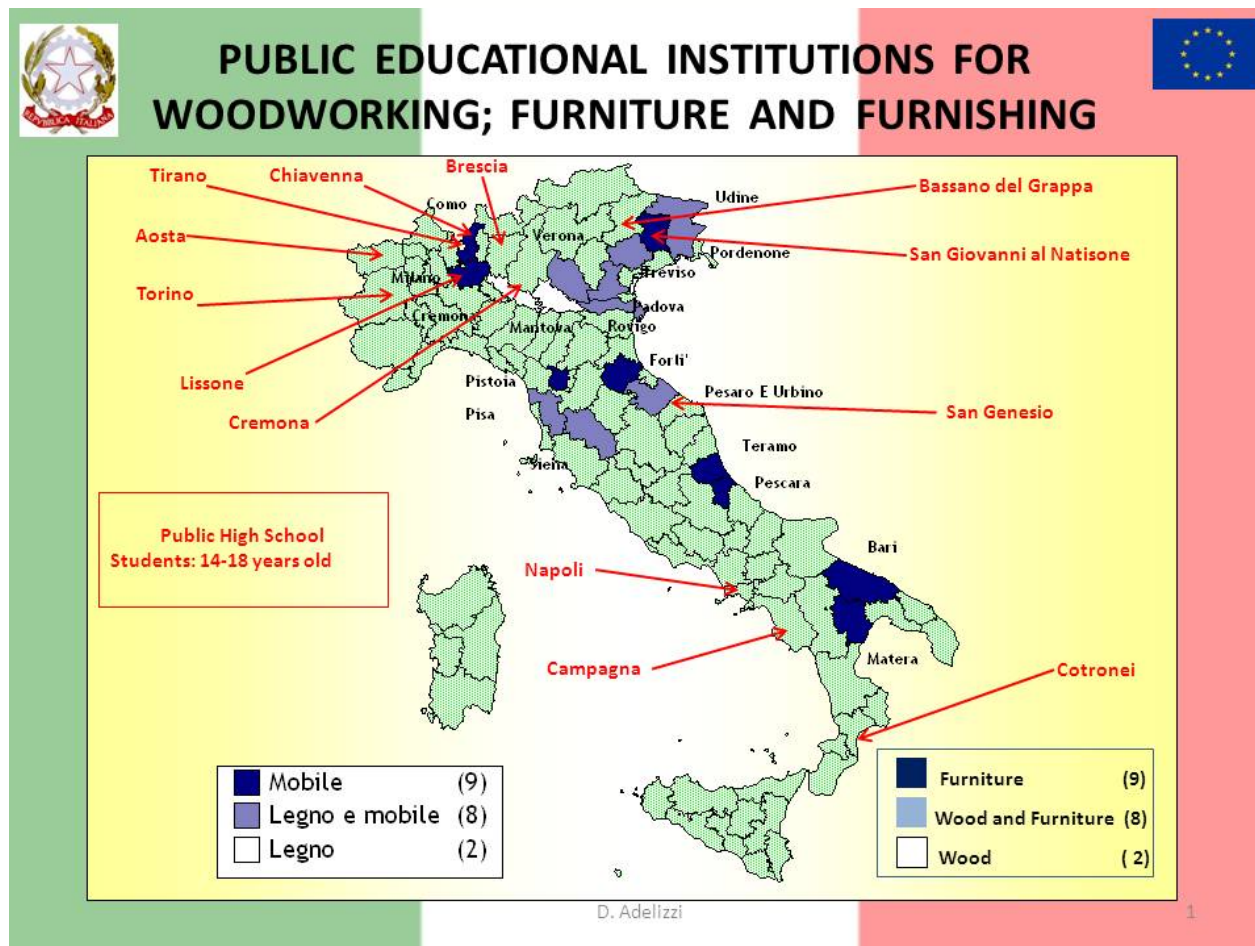 PUBLIC EDUCATIONAL INSTITUTIONS FOR
WOODWORKING; FURNITURE AND FURNISHING
REPVBBLICA ITALIANA
Tirano
Chiavenna
Brescia
Bassano del Grappa
Como
Udine
Aosta
Verona
Pordenone
San Giovanni al Natisone
Milano
Treviso
Torino
Padova
Cremona
Mantova
Rovigo
Forli'
Lissone
Pistoia
Pesaro E Urbino
Cremona
Pisa
San Genesio
Teramo
Siena
Pescara
Public High School
Students: 14-18 years old
Bari
Napoli
Campagna
Matera
Cotronei
Mobile (9)
Legno e mobile (8)
Legno (2)
Furniture (9)
Wood and Furniture (8)
Wood ( 2)
D. Adelizzi
1